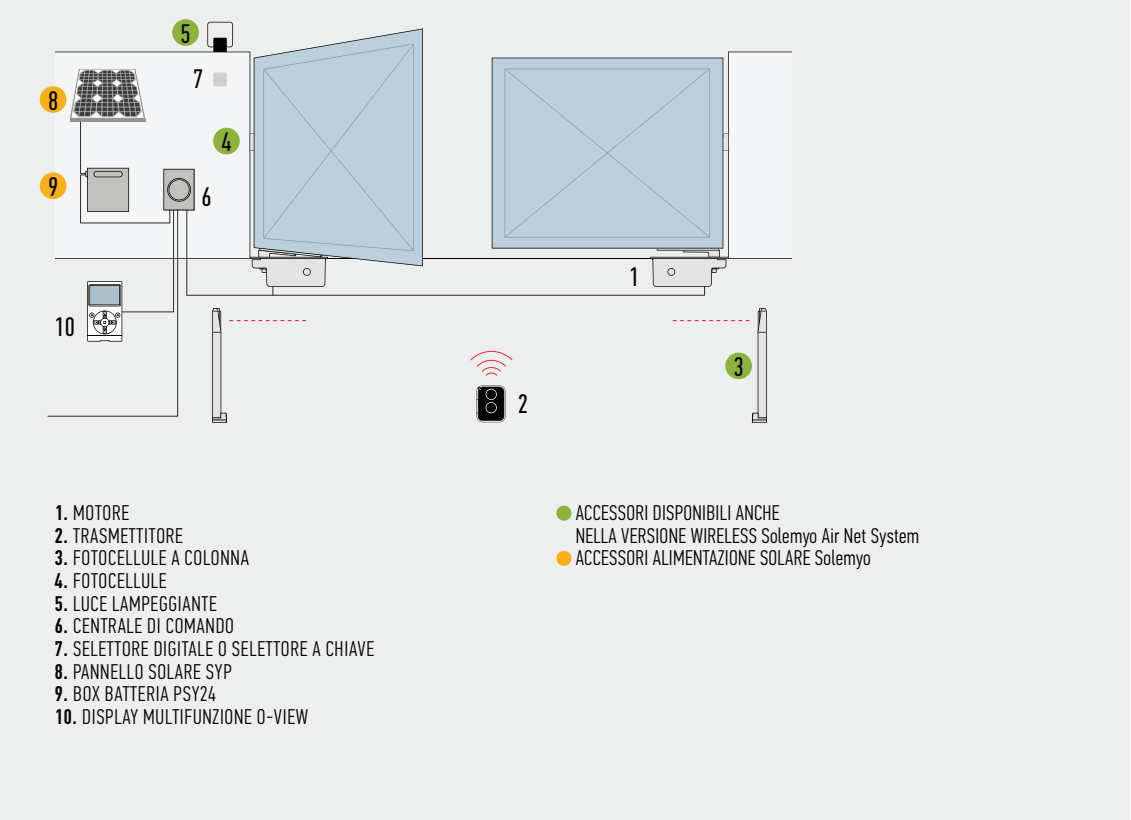 5
7
8
4
9
6
1
10
3
2
1. MOTORE
2. TRASMETTITORE
3. FOTOCELLULE A COLONNA
4. FOTOCELLULE
5. LUCE LAMPEGGIANTE
6. CENTRALE DI COMANDO
7. SELETTORE DIGITALE O SELETTORE A CHIAVE
8. PANNELLO SOLARE SYP
9. BOX BATTERIA PSY24
10. DISPLAY MULTIFUNZIONE O-VIEW
ACCESSORI DISPONIBILI ANCHE
NELLA VERSIONE WIRELESS Solemyo Air Net System
ACCESSORI ALIMENTAZIONE SOLARE Solemyo